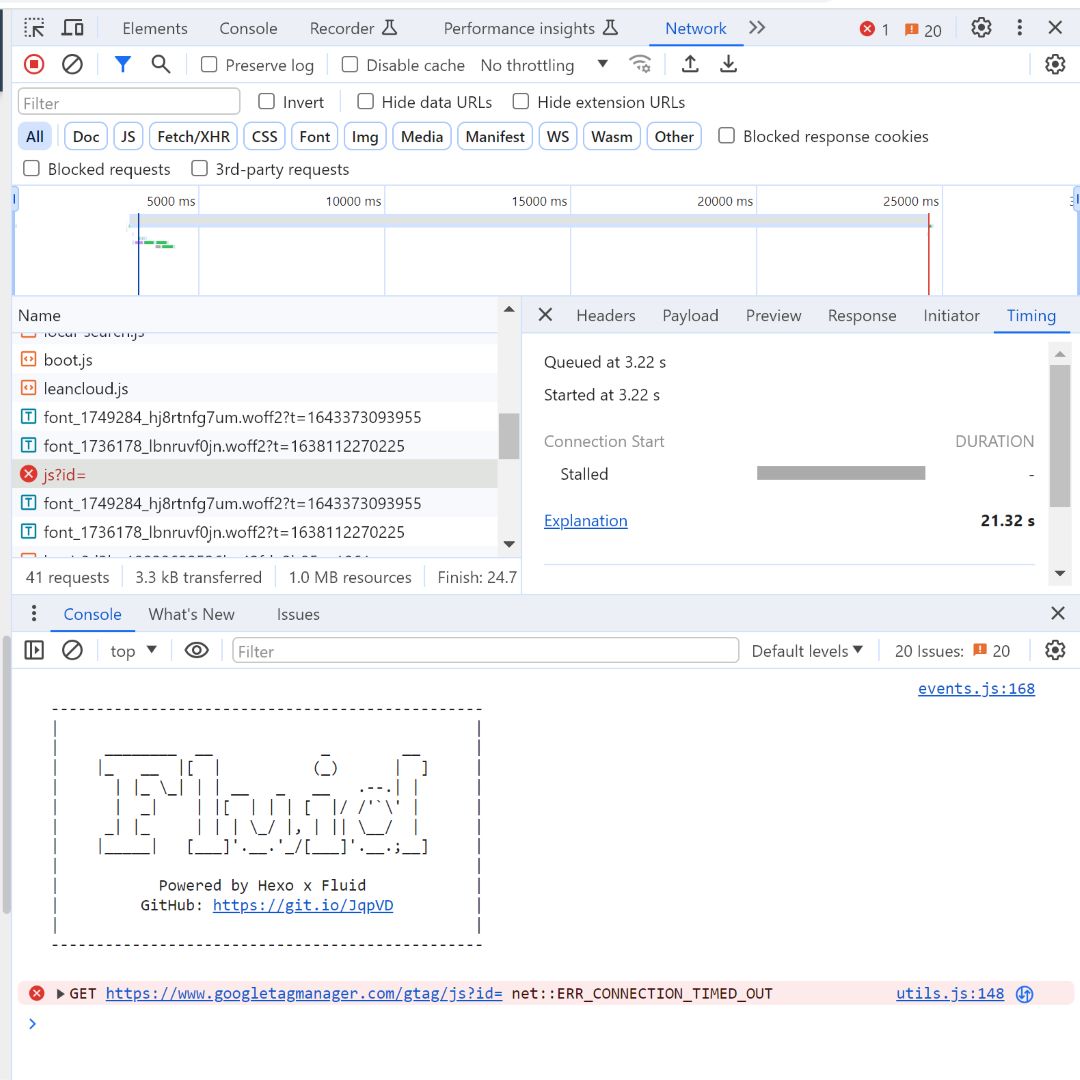 Elements Console Recorder Performance insights Network 1 20
Preserve log Disable cache No throttling
Filter Invert Hide data URLs Hide extension URLs
All Doc JS Fetch/XHR CSS Font Img Media Manifest WS Wasm Other Blocked response cookies
Blocked requests 3rd-party requests
5000 ms 10000 ms 15000 ms 20000 ms 25000 ms
Name
local-search.js
boot.js
leancloud.js
font_1749284_hj8rtnfg7um.woff2?t=1643373093955
font_1736178_lbnruvf0jn.woff2?t=1638112270225
js?id=
font_1749284_hj8rtnfg7um.woff2?t=1643373093955
font_1736178_lbnruvf0jn.woff2?t=1638112270225
41 requests 3.3 kB transferred 1.0 MB resources Finish: 24.7
Headers Payload Preview Response Initiator Timing
Queued at 3.22 s
Started at 3.22 s
Connection Start DURATION
Stalled -
Explanation 21.32 s
Console What's New Issues
top Filter Default levels 20 Issues: 20
events.js:168
Fluid
Powered by Hexo x Fluid
GitHub: https://git.io/JqpVD
GET https://www.googletagmanager.com/gtag/js?id= net::ERR_CONNECTION_TIMED_OUT utils.js:148